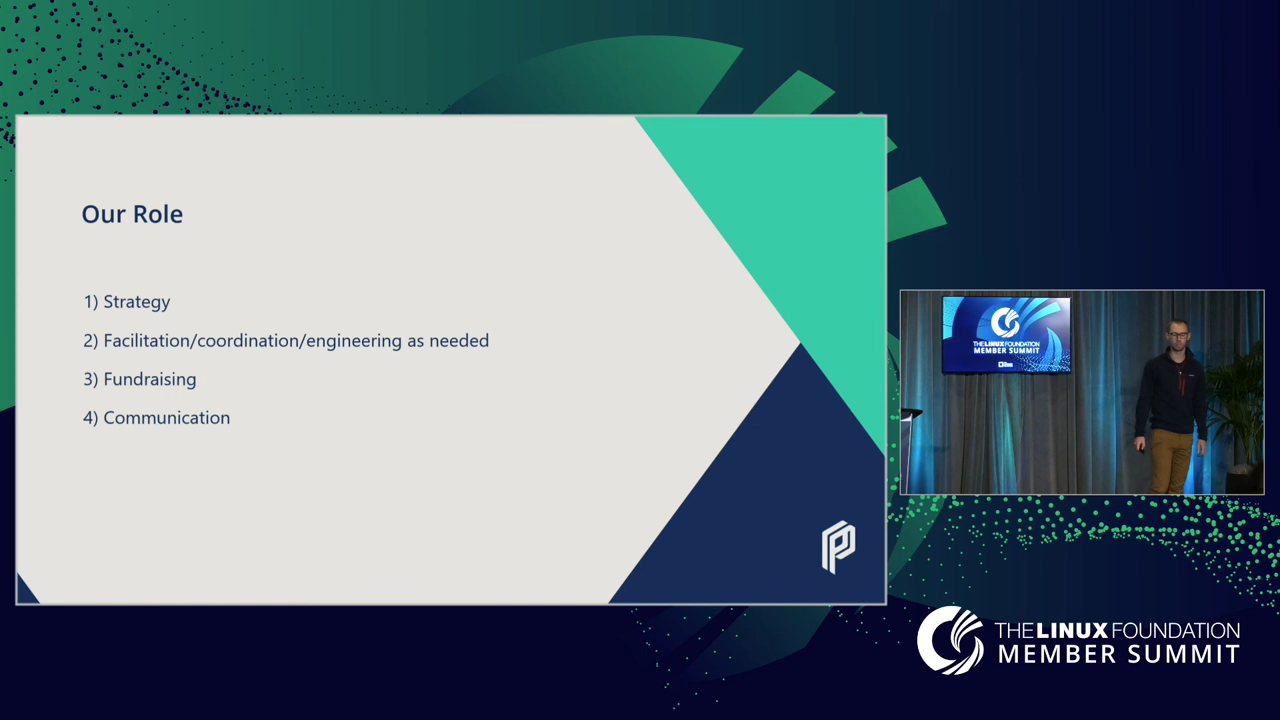 Our Role
1) Strategy
2) Facilitation/coordination/engineering as needed
3) Fundraising
4) Communication
THE LINUX FOUNDATION
MEMBER SUMMIT
THE LINUX FOUNDATION
MEMBER SUMMIT